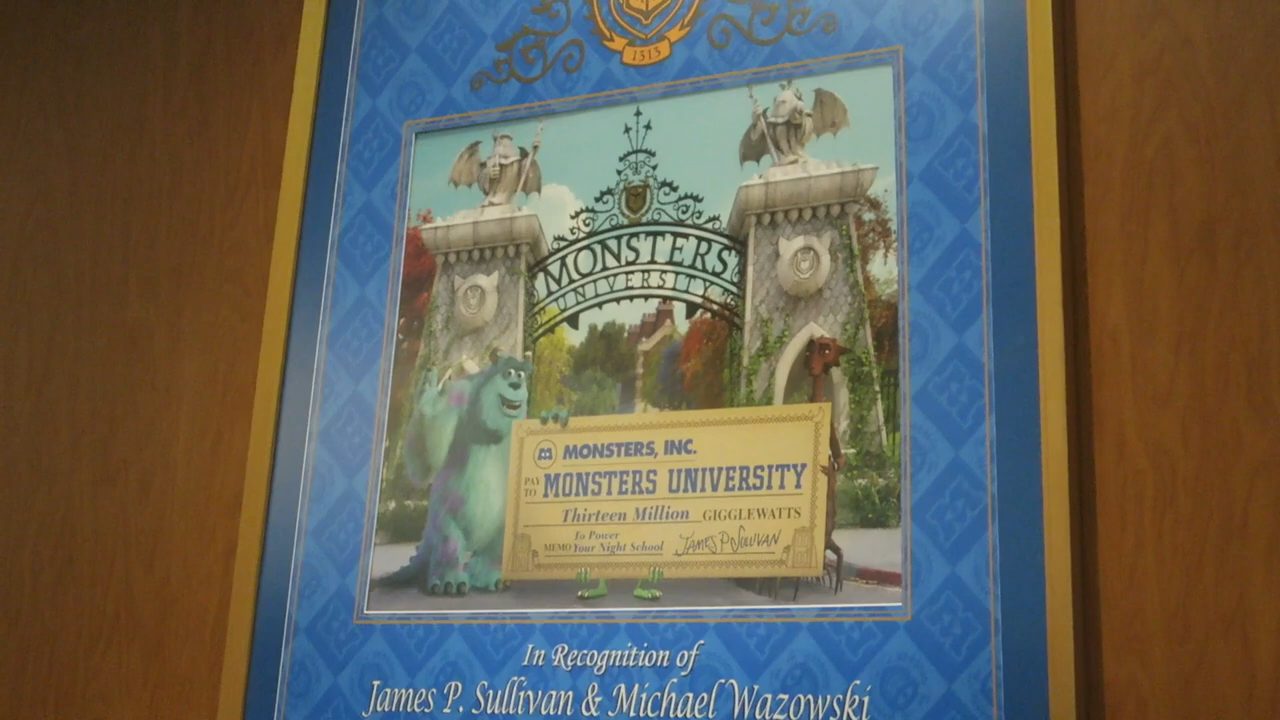 1313
MONSTERS
UNIVERSITY
MONSTERS, INC.
PAY TO MONSTERS UNIVERSITY
Thirteen Million GIGGLEWATTS
To Power
MEMO Your Night School JAMES P SULLIVAN
In Recognition of
James P. Sullivan & Michael Wazowski